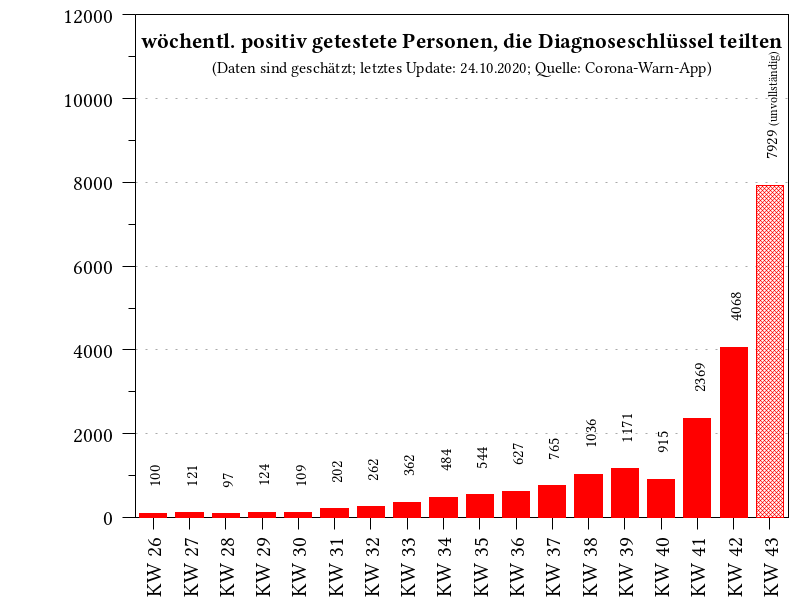 wöchentl. positiv getestete Personen, die Diagnoseschlüssel teilten
(Daten sind geschätzt; letztes Update: 24.10.2020; Quelle: Corona-Warn-App)
12000
10000
8000
6000
4000
2000
0
100
121
97
124
109
202
262
362
484
544
627
765
1036
1171
915
2369
4068
7929 (unvollständig)
KW 26
KW 27
KW 28
KW 29
KW 30
KW 31
KW 32
KW 33
KW 34
KW 35
KW 36
KW 37
KW 38
KW 39
KW 40
KW 41
KW 42
KW 43